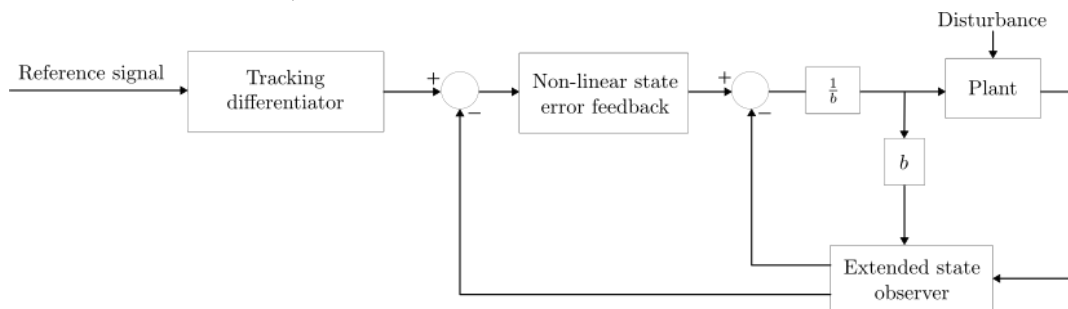 Disturbance
Reference signal
Tracking
differentiator
+
−
Non-linear state
error feedback
+
−
1
b
Plant
b
Extended state
observer